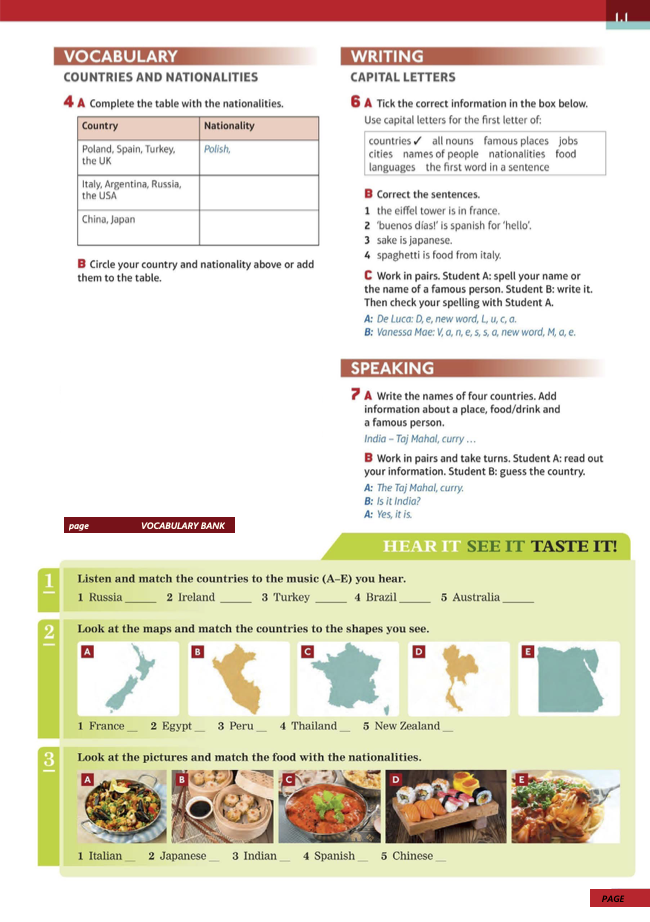 VOCABULARY
COUNTRIES AND NATIONALITIES
4 A Complete the table with the nationalities.
Country Nationality
Poland, Spain, Turkey, Polish,
the UK
Italy, Argentina, Russia,
the USA
China, Japan
B Circle your country and nationality above or add
them to the table.
page VOCABULARY BANK
WRITING
CAPITAL LETTERS
6 A Tick the correct information in the box below.
Use capital letters for the first letter of:
countries ✓ all nouns famous places jobs
cities names of people nationalities food
languages the first word in a sentence
B Correct the sentences.
1 the eiffel tower is in france.
2 'buenos días!' is spanish for 'hello'.
3 sake is japanese.
4 spaghetti is food from italy.
C Work in pairs. Student A: spell your name or
the name of a famous person. Student B: write it.
Then check your spelling with Student A.
A: De Luca: D, e, new word, L, u, c, a.
B: Vanessa Mae: V, a, n, e, s, s, a, new word, M, a, e.
SPEAKING
7 A Write the names of four countries. Add
information about a place, food/drink and
a famous person.
India – Taj Mahal, curry ...
B Work in pairs and take turns. Student A: read out
your information. Student B: guess the country.
A: The Taj Mahal, curry.
B: Is it India?
A: Yes, it is.
HEAR IT SEE IT TASTE IT!
1 Listen and match the countries to the music (A–E) you hear.
1 Russia _____ 2 Ireland _____ 3 Turkey _____ 4 Brazil _____ 5 Australia _____
2 Look at the maps and match the countries to the shapes you see.
A B C D E
1 France __ 2 Egypt __ 3 Peru __ 4 Thailand __ 5 New Zealand __
3 Look at the pictures and match the food with the nationalities.
A B C D E
1 Italian __ 2 Japanese __ 3 Indian __ 4 Spanish __ 5 Chinese __
PAGE